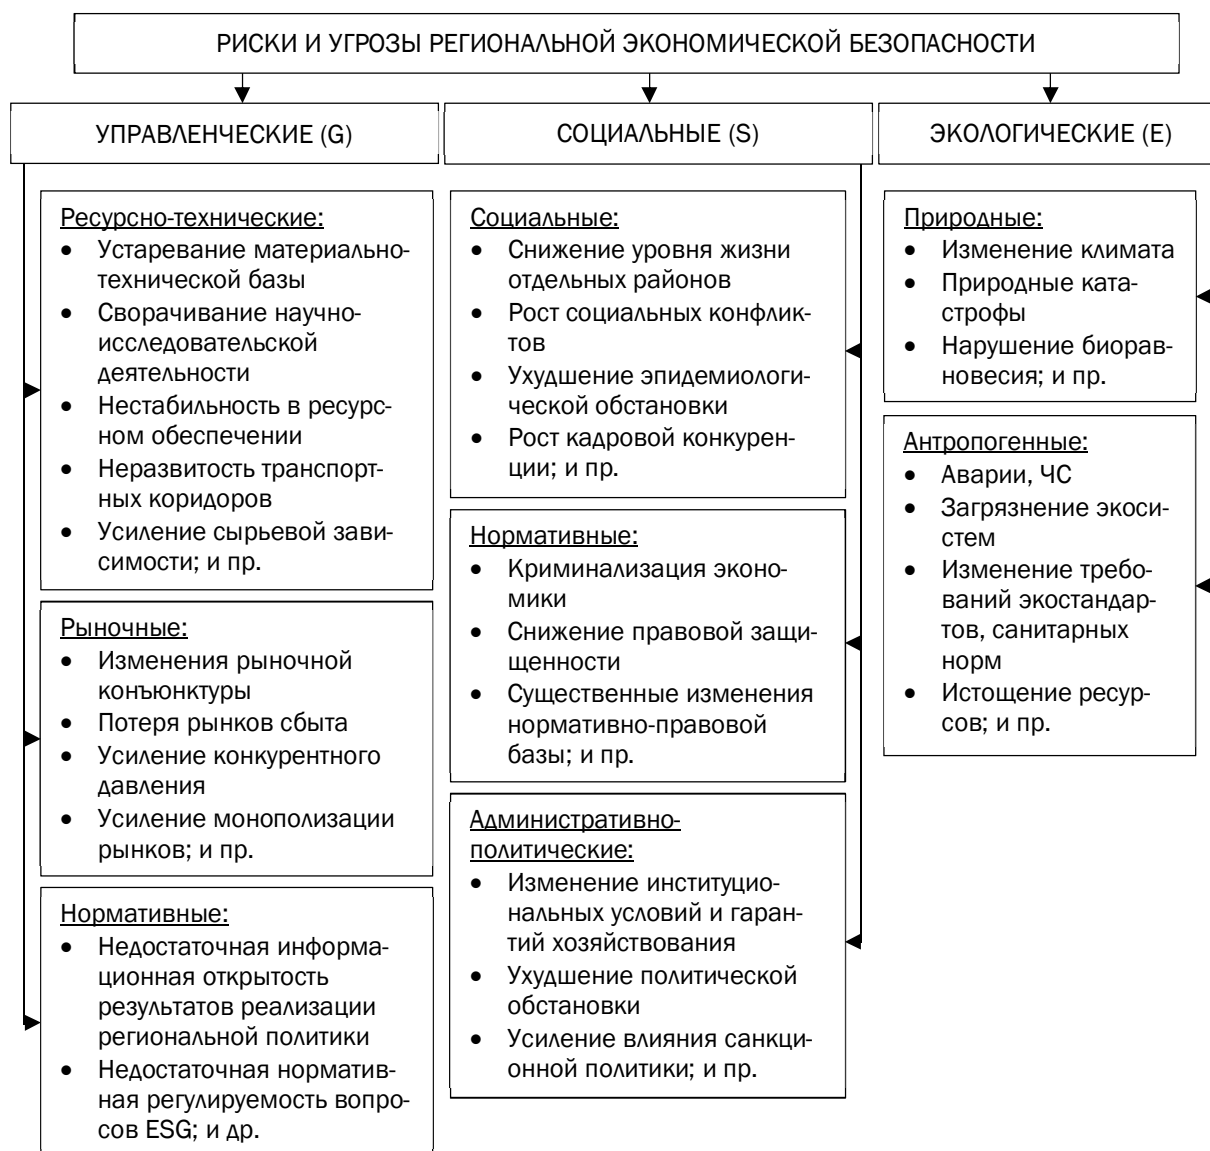 РИСКИ И УГРОЗЫ РЕГИОНАЛЬНОЙ ЭКОНОМИЧЕСКОЙ БЕЗОПАСНОСТИ
УПРАВЛЕНЧЕСКИЕ (G)
Ресурсно-технические:
• Устаревание материально-
технической базы
• Сворачивание научно-
исследовательской
деятельности
• Нестабильность в ресурс-
ном обеспечении
• Неразвитость транспорт-
ных коридоров
• Усиление сырьевой зави-
симости; и пр.
Рыночные:
• Изменения рыночной
конъюнктуры
• Потеря рынков сбыта
• Усиление конкурентного
давления
• Усиление монополизации
рынков; и пр.
Нормативные:
• Недостаточная информа-
ционная открытость
результатов реализации
региональной политики
• Недостаточная норматив-
ная регулируемость вопро-
сов ESG; и др.
СОЦИАЛЬНЫЕ (S)
Социальные:
• Снижение уровня жизни
отдельных районов
• Рост социальных конфлик-
тов
• Ухудшение эпидемиологи-
ческой обстановки
• Рост кадровой конкурен-
ции; и пр.
Нормативные:
• Криминализация эконо-
мики
• Снижение правовой защи-
щенности
• Существенные изменения
нормативно-правовой
базы; и пр.
Административно-
политические:
• Изменение институцио-
нальных условий и гаран-
тий хозяйствования
• Ухудшение политической
обстановки
• Усиление влияния санкци-
онной политики; и пр.
ЭКОЛОГИЧЕСКИЕ (E)
Природные:
• Изменение климата
• Природные ката-
строфы
• Нарушение биорав-
новесия; и пр.
Антропогенные:
• Аварии, ЧС
• Загрязнение экоси-
стем
• Изменение требо-
ваний экостандар-
тов, санитарных
норм
• Истощение ресур-
сов; и пр.